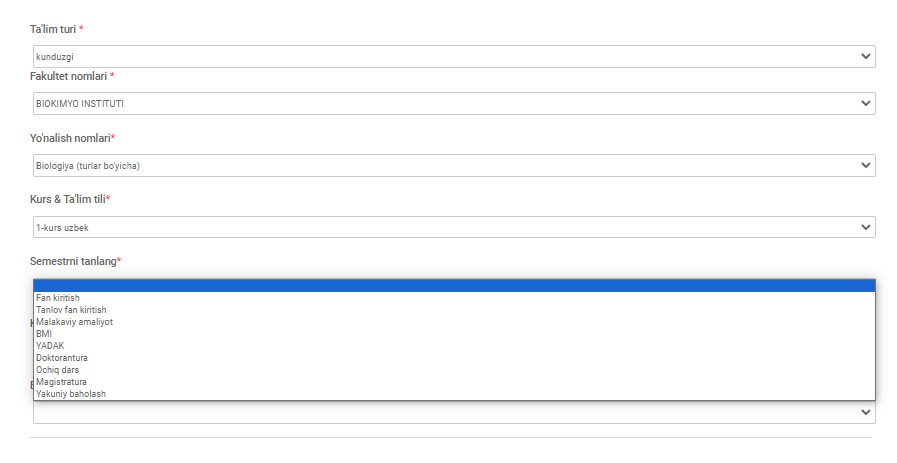 Ta'lim turi *
kunduzgi
Fakultet nomlari *
BIOKIMYO INSTITUTI
Yo'nalish nomlari*
Biologiya (turlar bo'yicha)
Kurs & Ta'lim tili*
1-kurs uzbek
Semestrni tanlang*
Fan kiritish
Tanlov fan kiritish
Malakaviy amaliyot
BMI
YADAK
Doktorantura
Ochiq dars
Magistratura
Yakuniy baholash